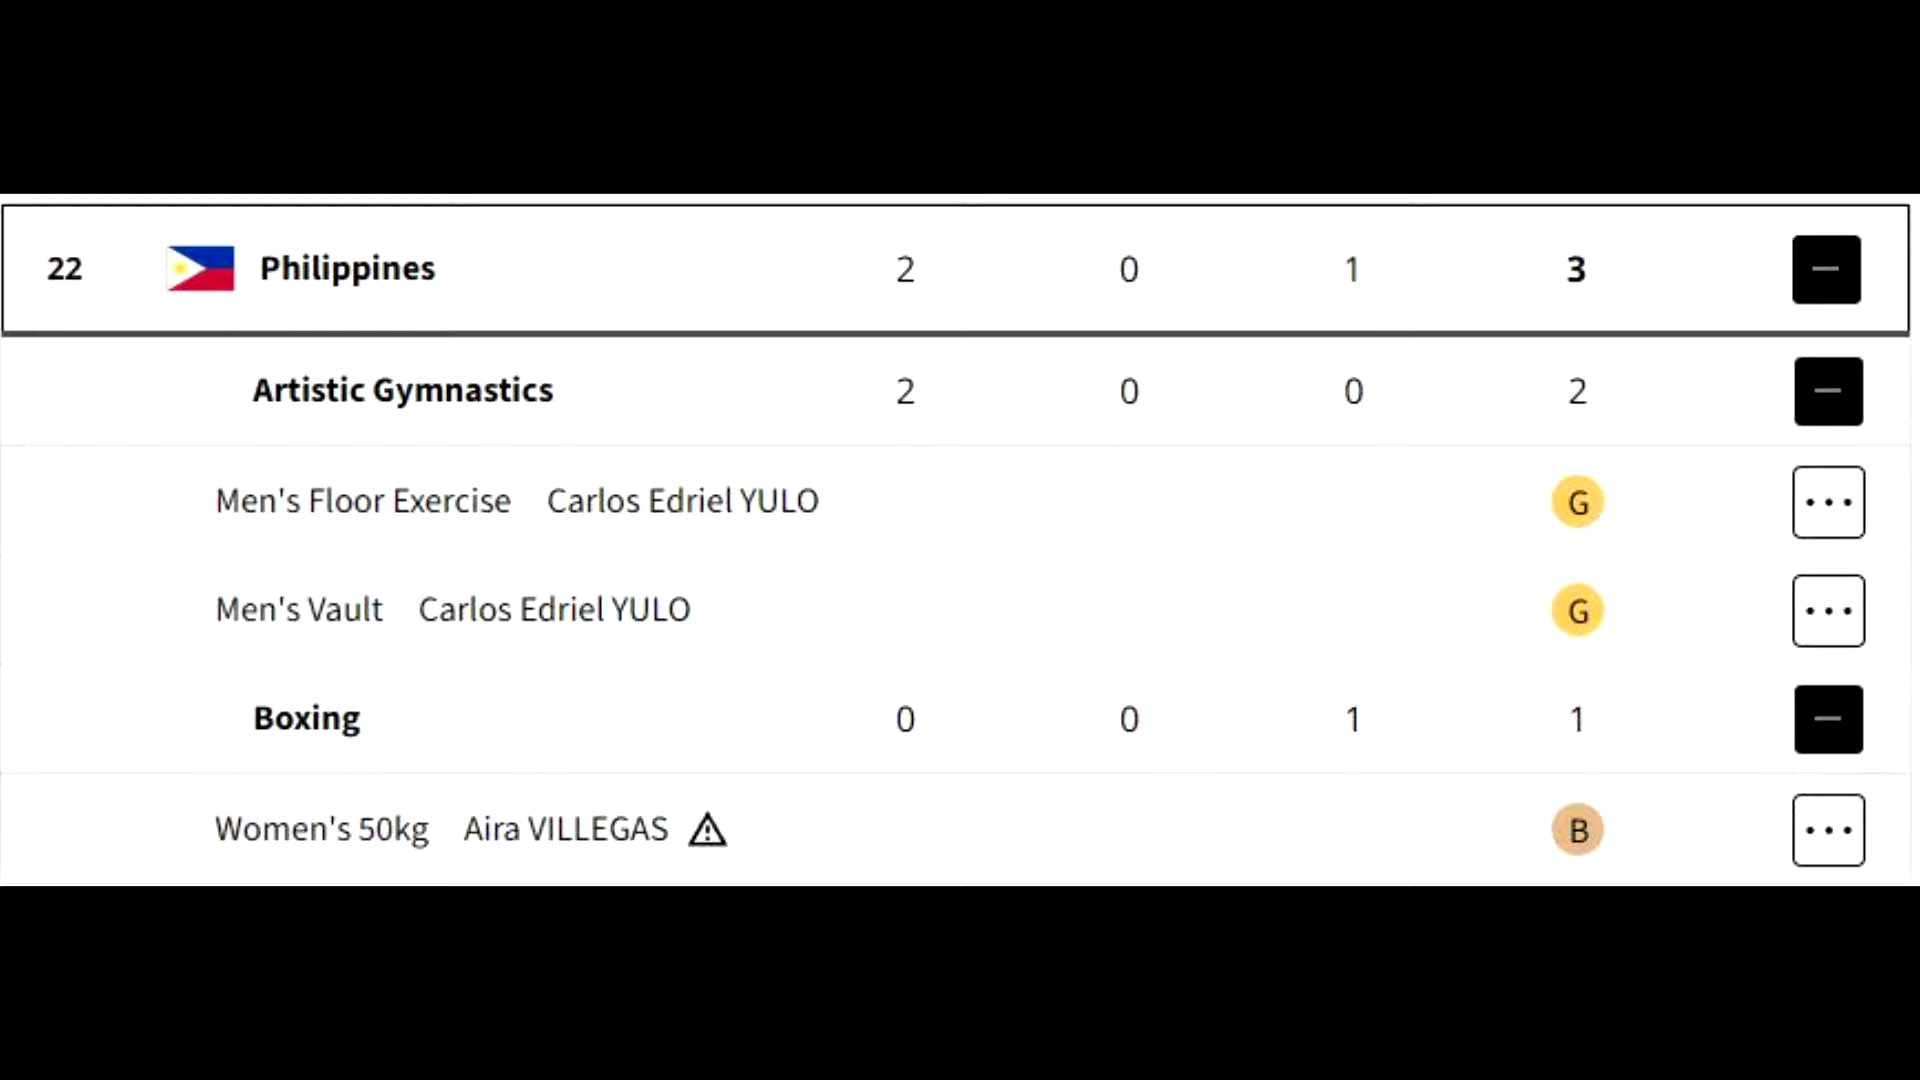 22 Philippines 2 0 1 3
Artistic Gymnastics 2 0 0 2
Men's Floor Exercise Carlos Edriel YULO G
Men's Vault Carlos Edriel YULO G
Boxing 0 0 1 1
Women's 50kg Aira VILLEGAS B